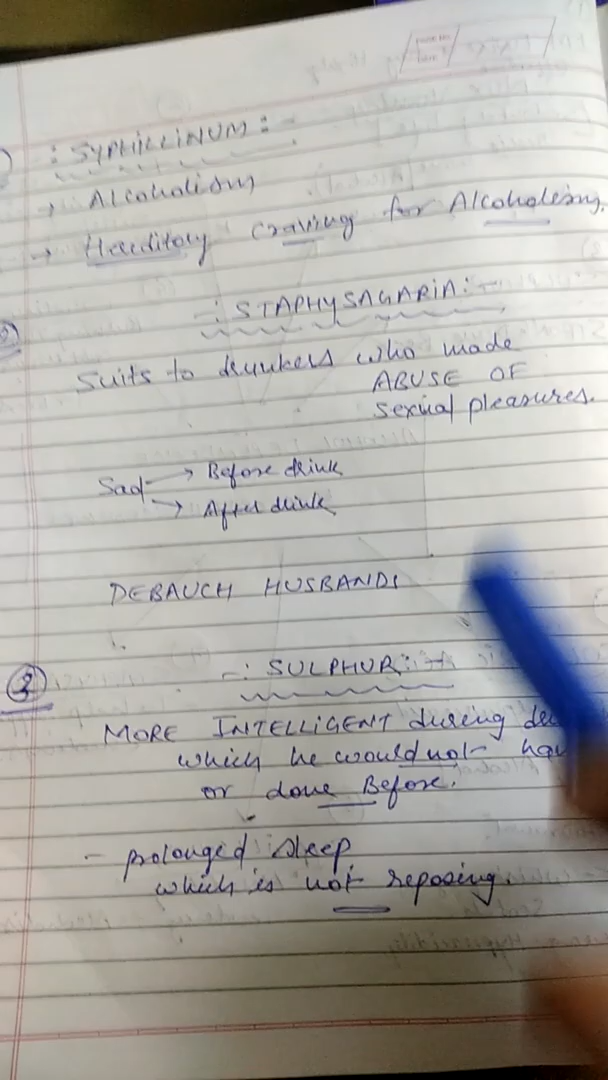 ) :SYPHILLINUM:-
→ Alcoholism
→ Hereditory craving for Alcoholism.
-: STAPHYSAGARIA:-
Suits to drunkers who made
ABUSE OF
sexual pleasures.
Sad → Before drink
→ After drink
DEBAUCH HUSBANDS
3 -: SULPHUR:-
MORE INTELLIGENT during
which he would not
or done Before.
- prolonged sleep
which is not reposing.